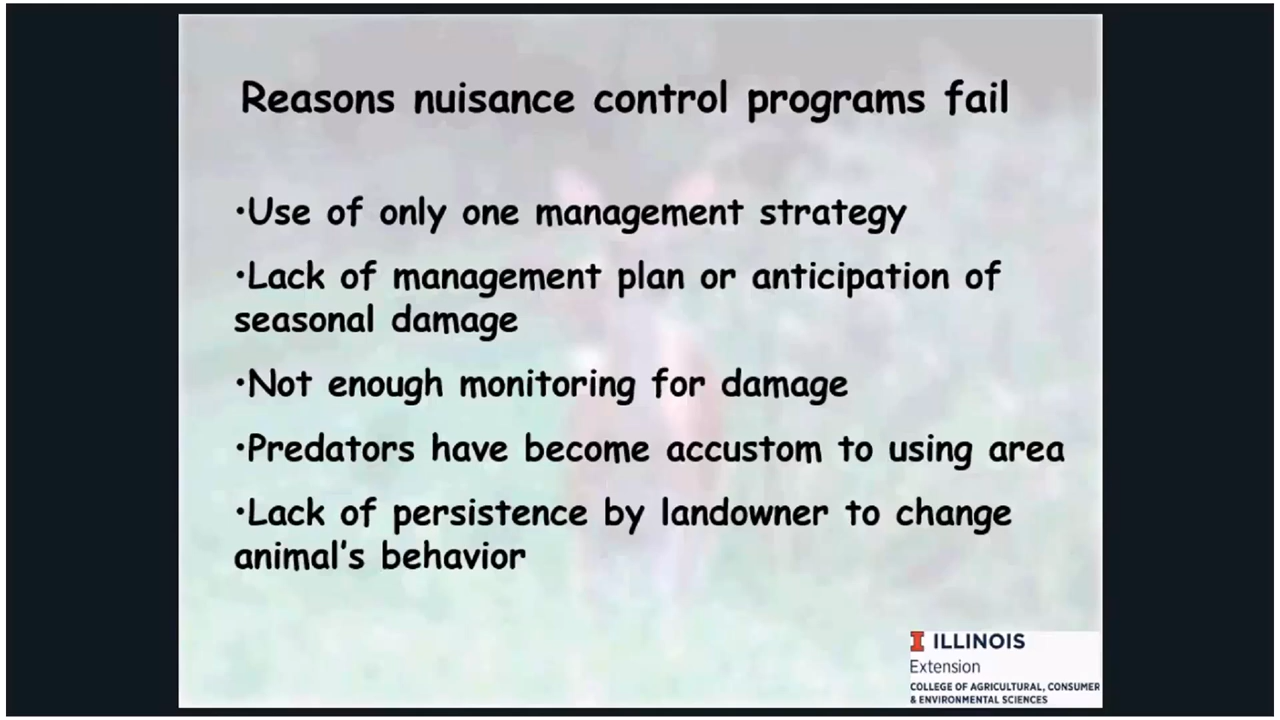 Reasons nuisance control programs fail
•Use of only one management strategy
•Lack of management plan or anticipation of
seasonal damage
•Not enough monitoring for damage
•Predators have become accustom to using area
•Lack of persistence by landowner to change
animal's behavior
I ILLINOIS
Extension
COLLEGE OF AGRICULTURAL, CONSUMER
& ENVIRONMENTAL SCIENCES